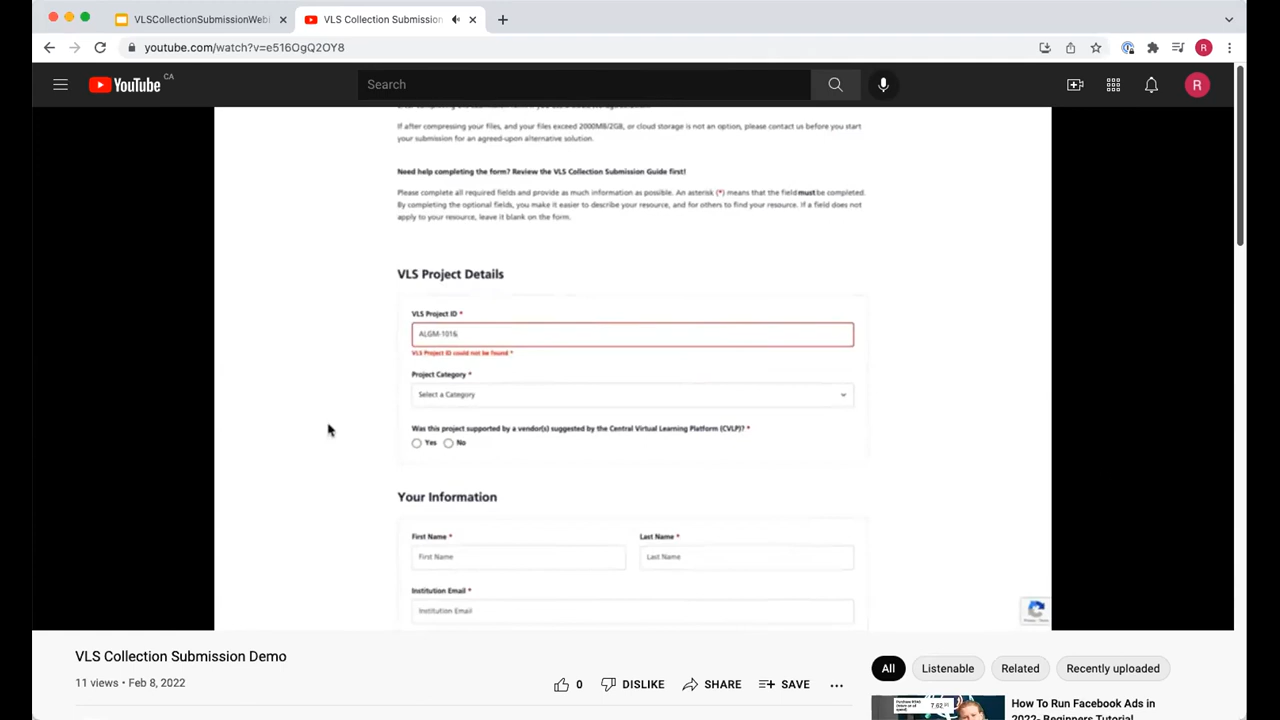 VLSCollectionSubmissionWebi
VLS Collection Submission
youtube.com/watch?v=e516OgQ2OY8
R
YouTube CA
Search
R
If after compressing your files, and your files exceed 2000MB/2GB, or cloud storage is not an option, please contact us before you start
your submission for an agreed-upon alternative solution.
Need help completing the form? Review the VLS Collection Submission Guide first!
Please complete all required fields and provide as much information as possible. An asterisk (*) means that the field must be completed.
By completing the optional fields, you make it easier to describe your resource, and for others to find your resource. If a field does not
apply to your resource, leave it blank on the form.
VLS Project Details
VLS Project ID *
ALGM-1016
VLS Project ID could not be found *
Project Category *
Select a Category
Was this project supported by a vendor(s) suggested by the Central Virtual Learning Platform (CVLP)? *
Yes No
Your Information
First Name * Last Name *
First Name Last Name
Institution Email *
Institution Email
VLS Collection Submission Demo
11 views • Feb 8, 2022
0 DISLIKE SHARE SAVE
All Listenable Related Recently uploaded
How To Run Facebook Ads in
2022- Beginners Tutorial